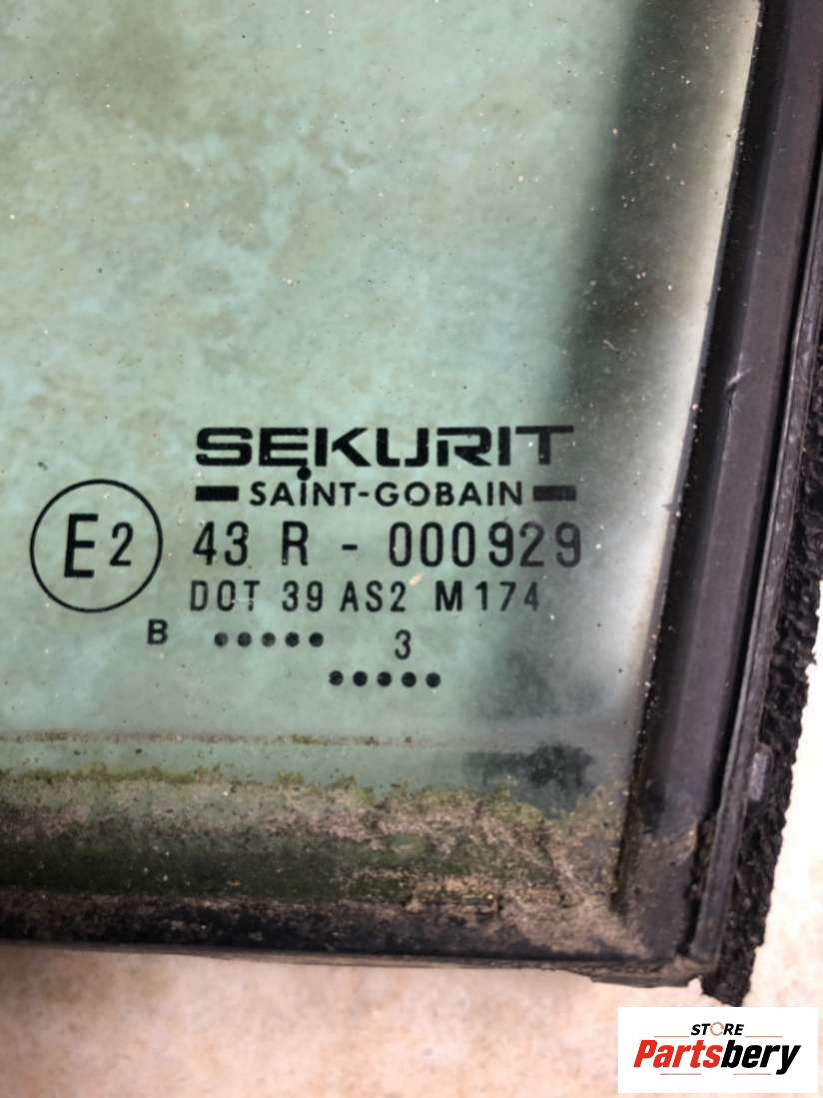 SEKURIT
SAINT-GOBAIN
E2 43 R - 000929
DOT 39 AS2 M174
B ••••• 3
•••••
STORE
Partsbery